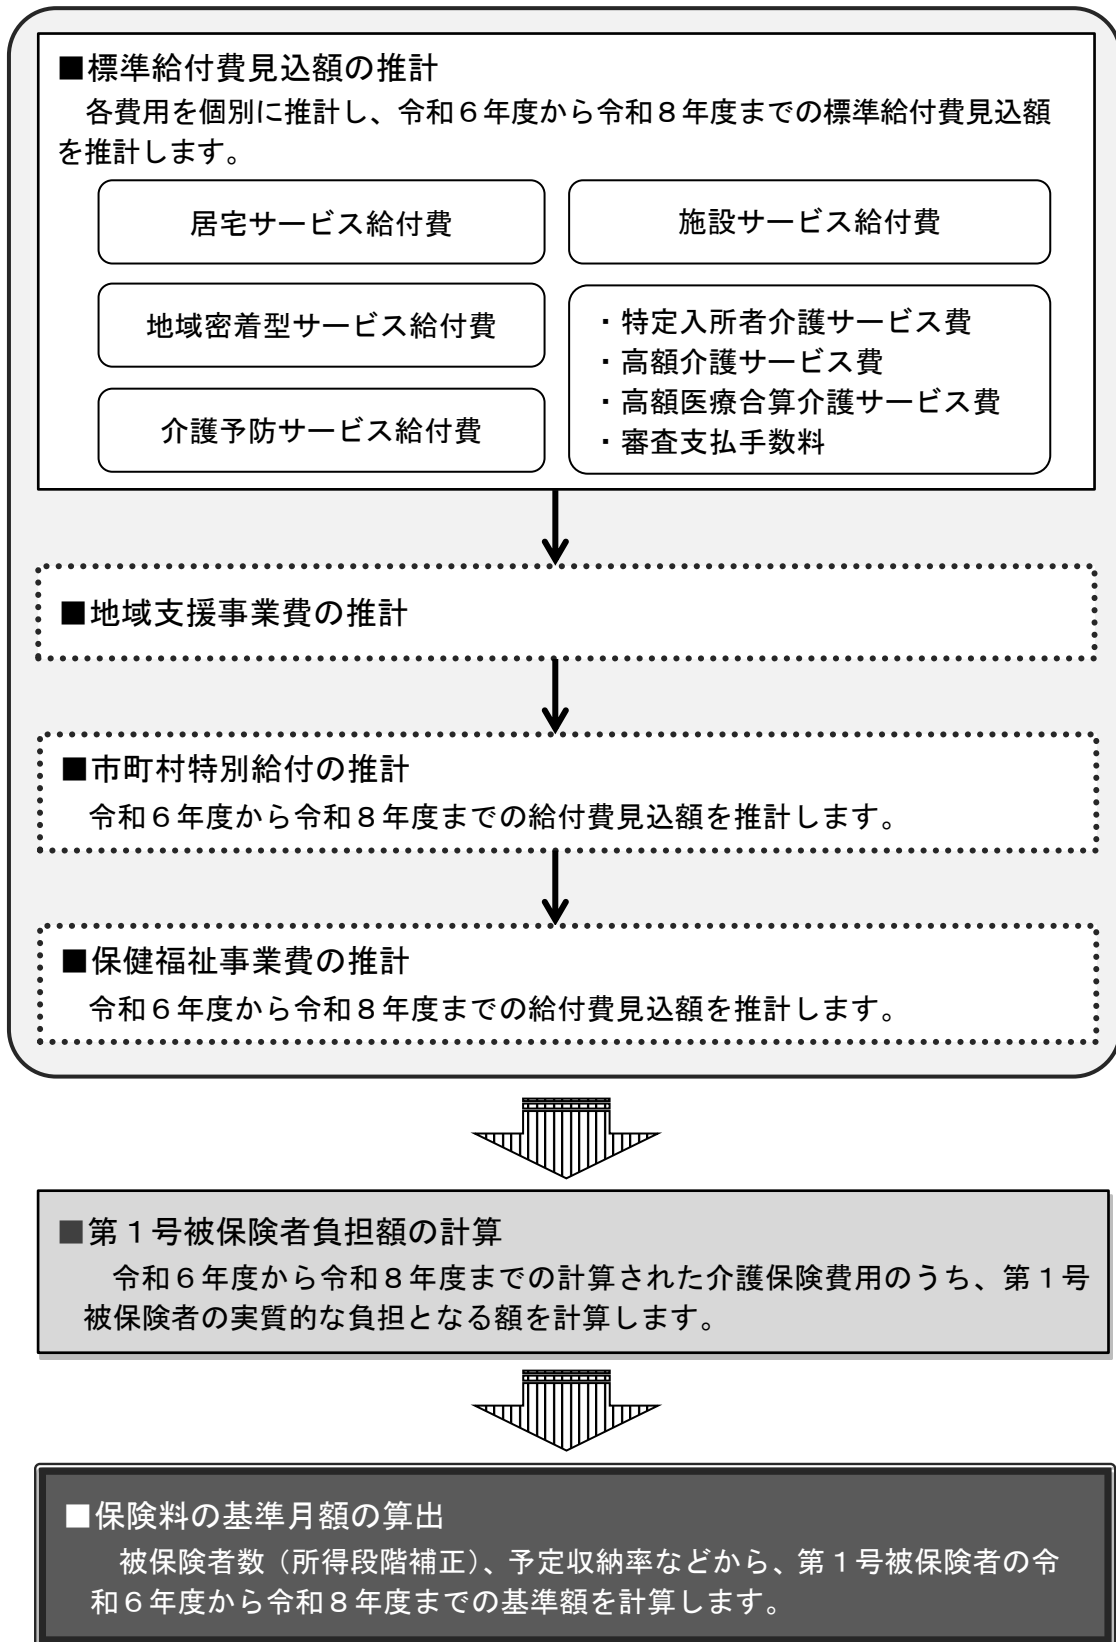 ■標準給付費見込額の推計
各費用を個別に推計し、令和６年度から令和８年度までの標準給付費見込額
を推計します。
居宅サービス給付費
施設サービス給付費
地域密着型サービス給付費
介護予防サービス給付費
・特定入所者介護サービス費
・高額介護サービス費
・高額医療合算介護サービス費
・審査支払手数料
■地域支援事業費の推計
■市町村特別給付の推計
令和６年度から令和８年度までの給付費見込額を推計します。
■保健福祉事業費の推計
令和６年度から令和８年度までの給付費見込額を推計します。
■第１号被保険者負担額の計算
令和６年度から令和８年度までの計算された介護保険費用のうち、第１号
被保険者の実質的な負担となる額を計算します。
■保険料の基準月額の算出
被保険者数（所得段階補正）、予定収納率などから、第１号被保険者の令
和６年度から令和８年度までの基準額を計算します。